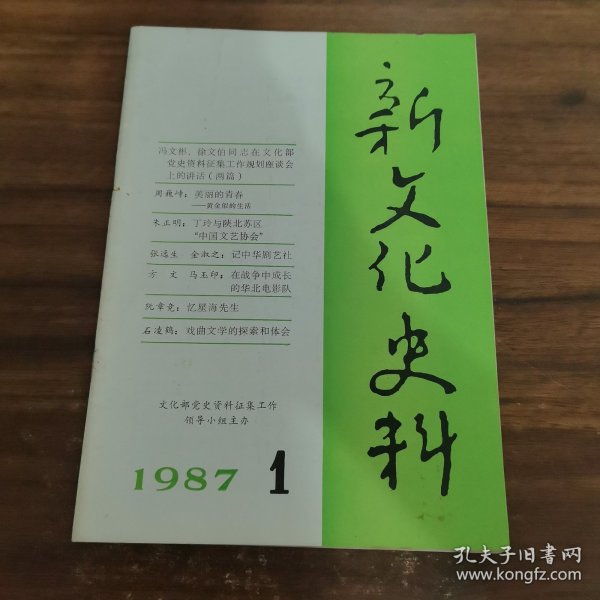 新文化史料
冯文彬、徐文伯同志在文化部
党史资料征集工作规划座谈会
上的讲话（两篇）
周巍峙：美丽的青春
——黄金似的生活
朱正明：丁玲与陕北苏区
“中国文艺协会”
张逸生 金淑之：记中华剧艺社
方 文 马玉印：在战争中成长
的华北电影队
阮章竞：忆星海先生
石凌鹤：戏曲文学的探索和体会
文化部党史资料征集工作
领导小组主办
1987 1
孔夫子旧书网
www.kongfz.com